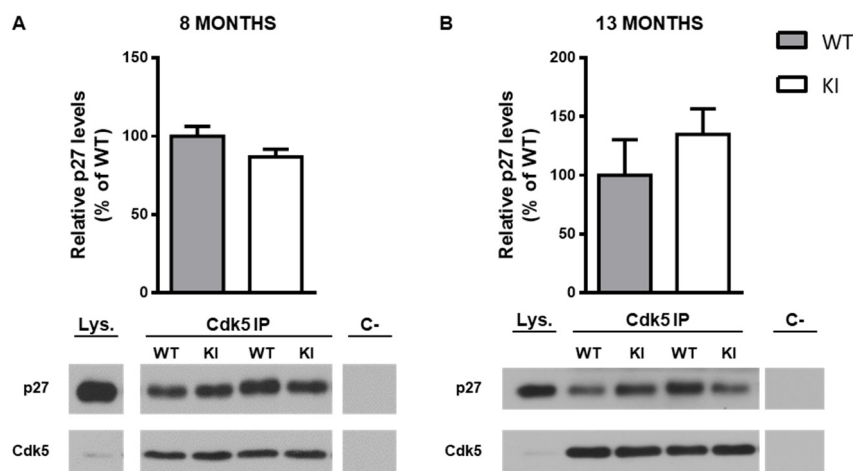 A
8 MONTHS
Relative p27 levels
(% of WT)
150
100
50
0
Lys.
Cdk5 IP
C-
WT KI WT KI
p27
Cdk5
B
13 MONTHS
WT
KI
Relative p27 levels
(% of WT)
200
150
100
50
0
Lys.
Cdk5 IP
C-
WT KI WT KI
p27
Cdk5